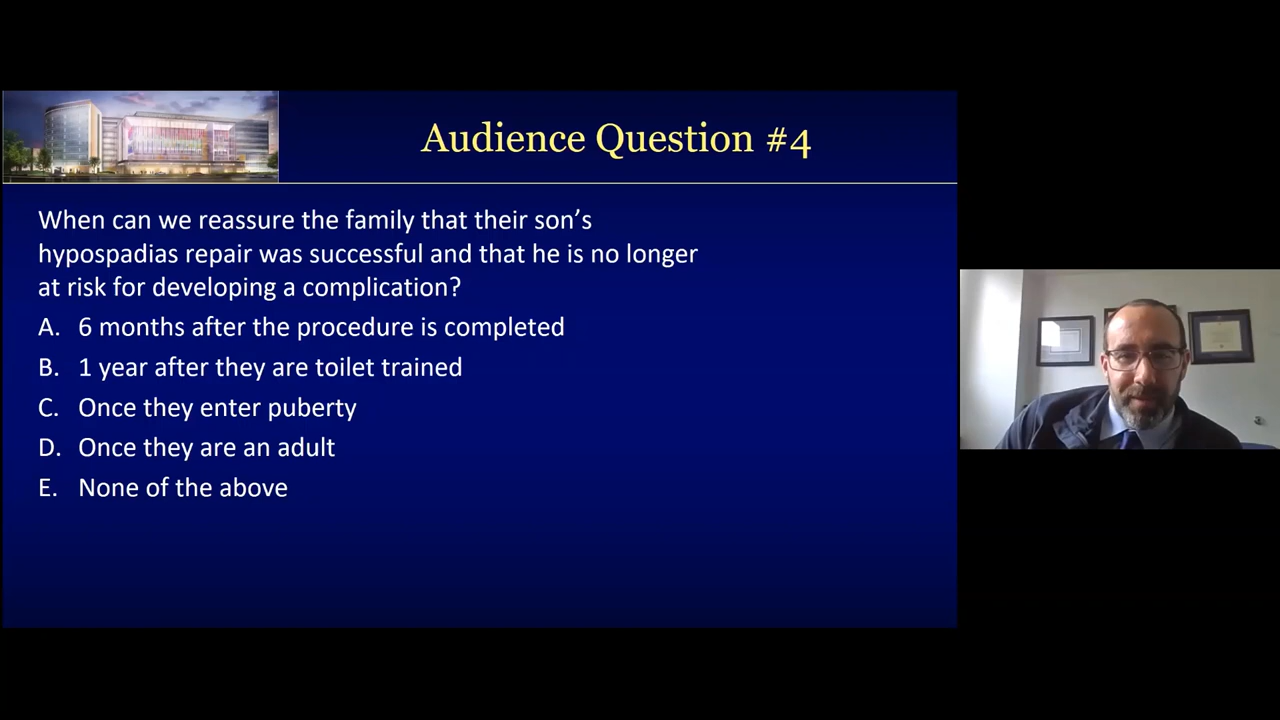 Audience Question #4
When can we reassure the family that their son’s
hypospadias repair was successful and that he is no longer
at risk for developing a complication?
A. 6 months after the procedure is completed
B. 1 year after they are toilet trained
C. Once they enter puberty
D. Once they are an adult
E. None of the above